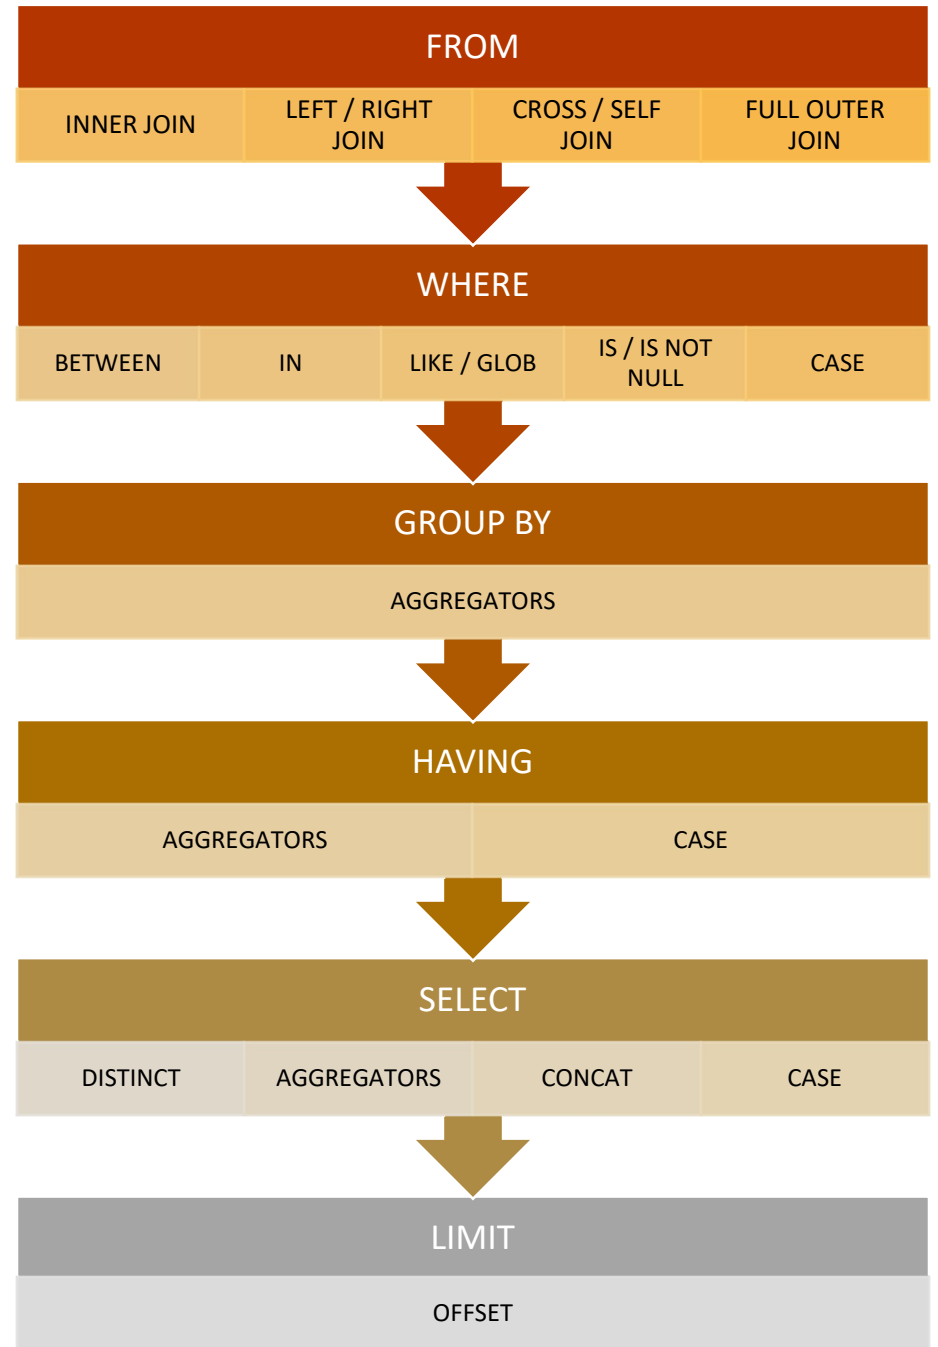 FROM
INNER JOIN
LEFT / RIGHT
JOIN
CROSS / SELF
JOIN
FULL OUTER
JOIN
WHERE
BETWEEN
IN
LIKE / GLOB
IS / IS NOT
NULL
CASE
GROUP BY
AGGREGATORS
HAVING
AGGREGATORS
CASE
SELECT
DISTINCT
AGGREGATORS
CONCAT
CASE
LIMIT
OFFSET